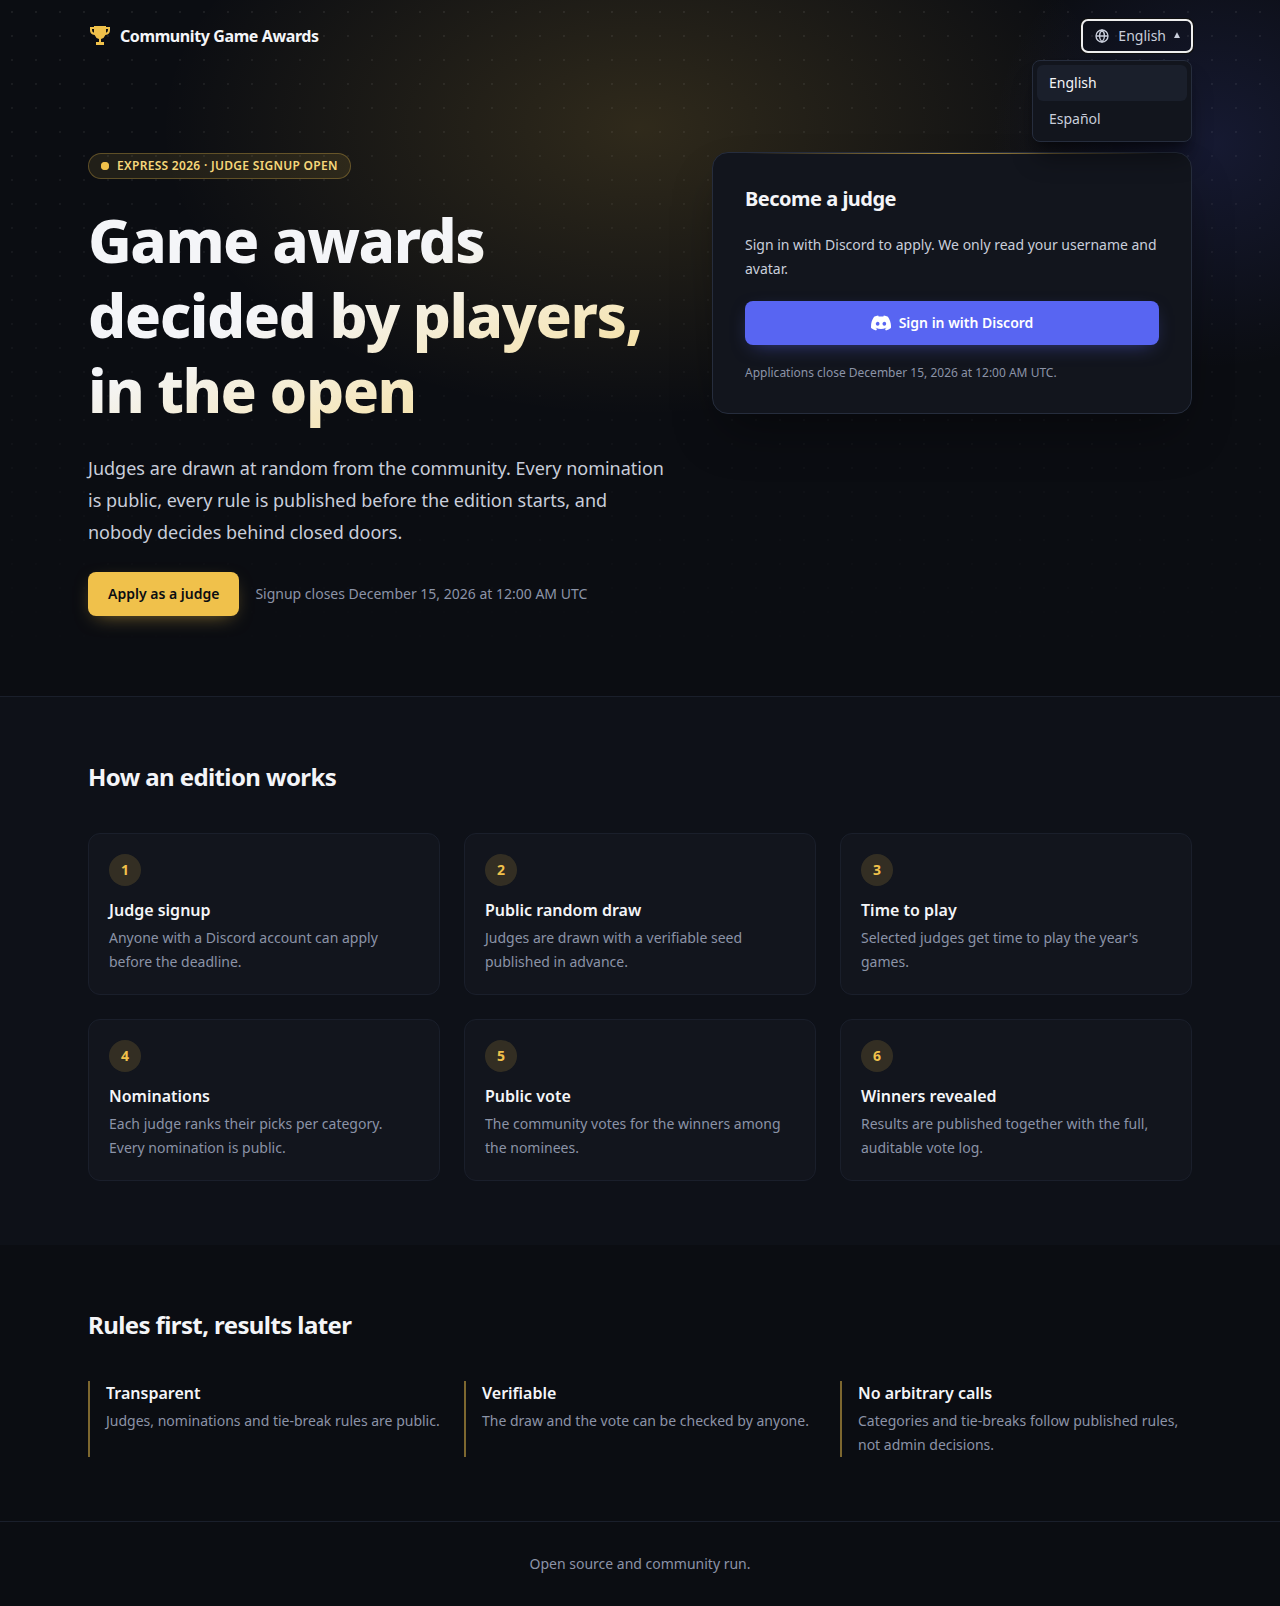 Community Game Awards
English
English
Español
EXPRESS 2026 · JUDGE SIGNUP OPEN
Game awards
decided by players,
in the open
Judges are drawn at random from the community. Every nomination
is public, every rule is published before the edition starts, and
nobody decides behind closed doors.
Apply as a judge
Signup closes December 15, 2026 at 12:00 AM UTC
Become a judge
Sign in with Discord to apply. We only read your username and
avatar.
Sign in with Discord
Applications close December 15, 2026 at 12:00 AM UTC.
How an edition works
1
Judge signup
Anyone with a Discord account can apply
before the deadline.
2
Public random draw
Judges are drawn with a verifiable seed
published in advance.
3
Time to play
Selected judges get time to play the year's
games.
4
Nominations
Each judge ranks their picks per category.
Every nomination is public.
5
Public vote
The community votes for the winners among
the nominees.
6
Winners revealed
Results are published together with the full,
auditable vote log.
Rules first, results later
Transparent
Judges, nominations and tie-break rules are public.
Verifiable
The draw and the vote can be checked by anyone.
No arbitrary calls
Categories and tie-breaks follow published rules,
not admin decisions.
Open source and community run.